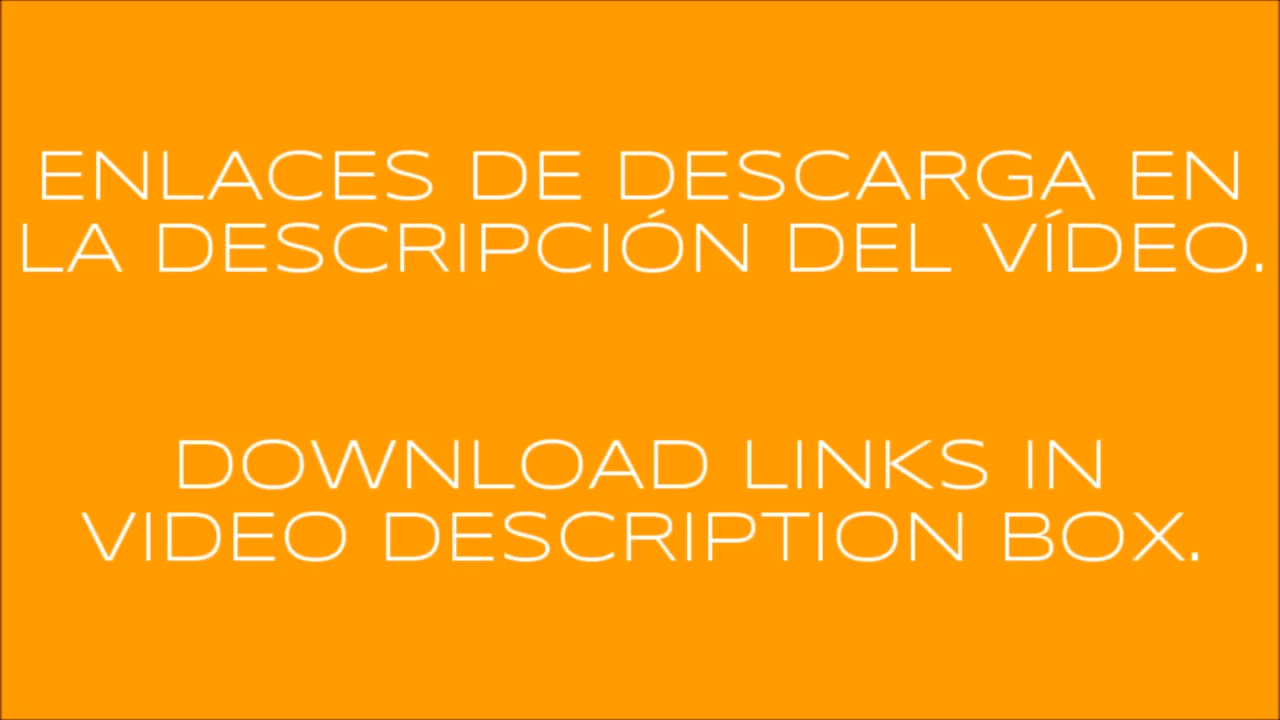 ENLACES DE DESCARGA EN
LA DESCRIPCIÓN DEL VÍDEO.
DOWNLOAD LINKS IN
VIDEO DESCRIPTION BOX.